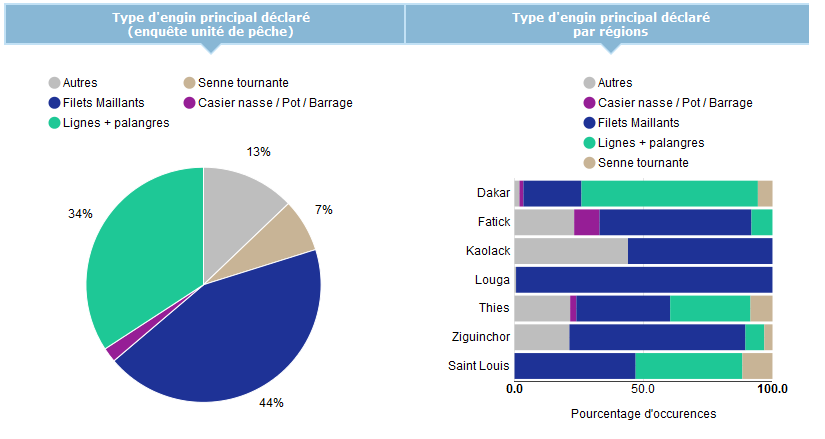 Type d'engin principal déclaré
(enquête unité de pêche)
Autres
Senne tournante
Filets Maillants
Casier nasse / Pot / Barrage
Lignes + palangres
13%
7%
34%
44%
Type d'engin principal déclaré
par régions
Autres
Casier nasse / Pot / Barrage
Filets Maillants
Lignes + palangres
Senne tournante
Dakar
Fatick
Kaolack
Louga
Thies
Ziguinchor
Saint Louis
0.0 50.0 100.0
Pourcentage d'occurences